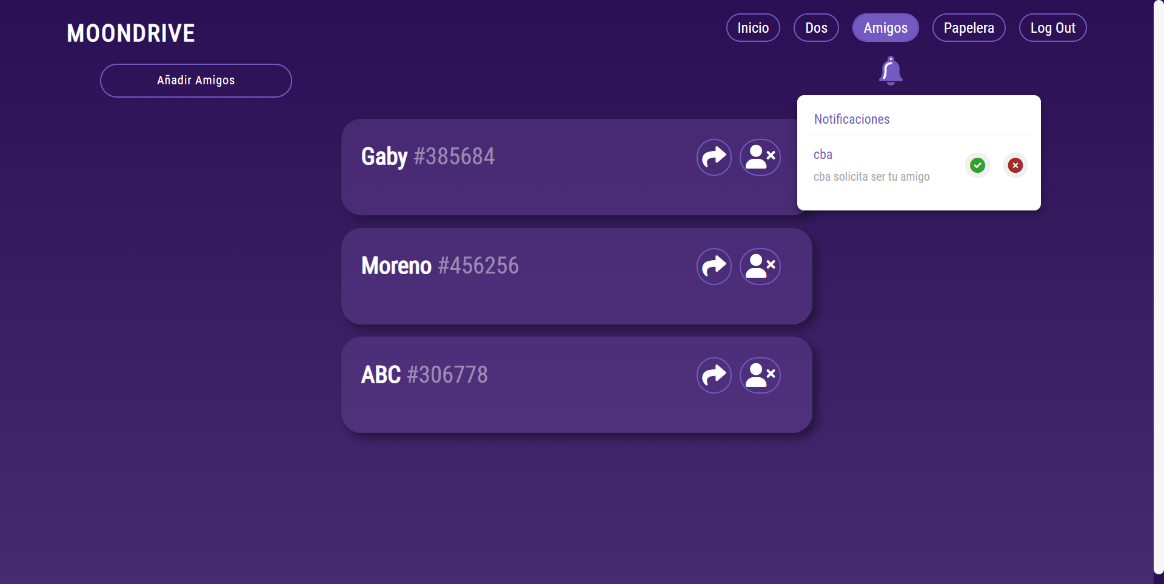 MOONDRIVE
Inicio
Dos
Amigos
Papelera
Log Out
Añadir Amigos
Notificaciones
cba
cba solicita ser tu amigo
Gaby #385684
Moreno #456256
ABC #306778